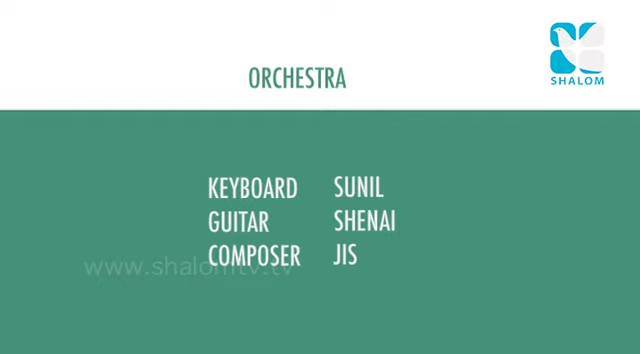 SHALOM
ORCHESTRA
KEYBOARD SUNIL
GUITAR SHENAI
COMPOSER JIS
www.shalomtv.tv